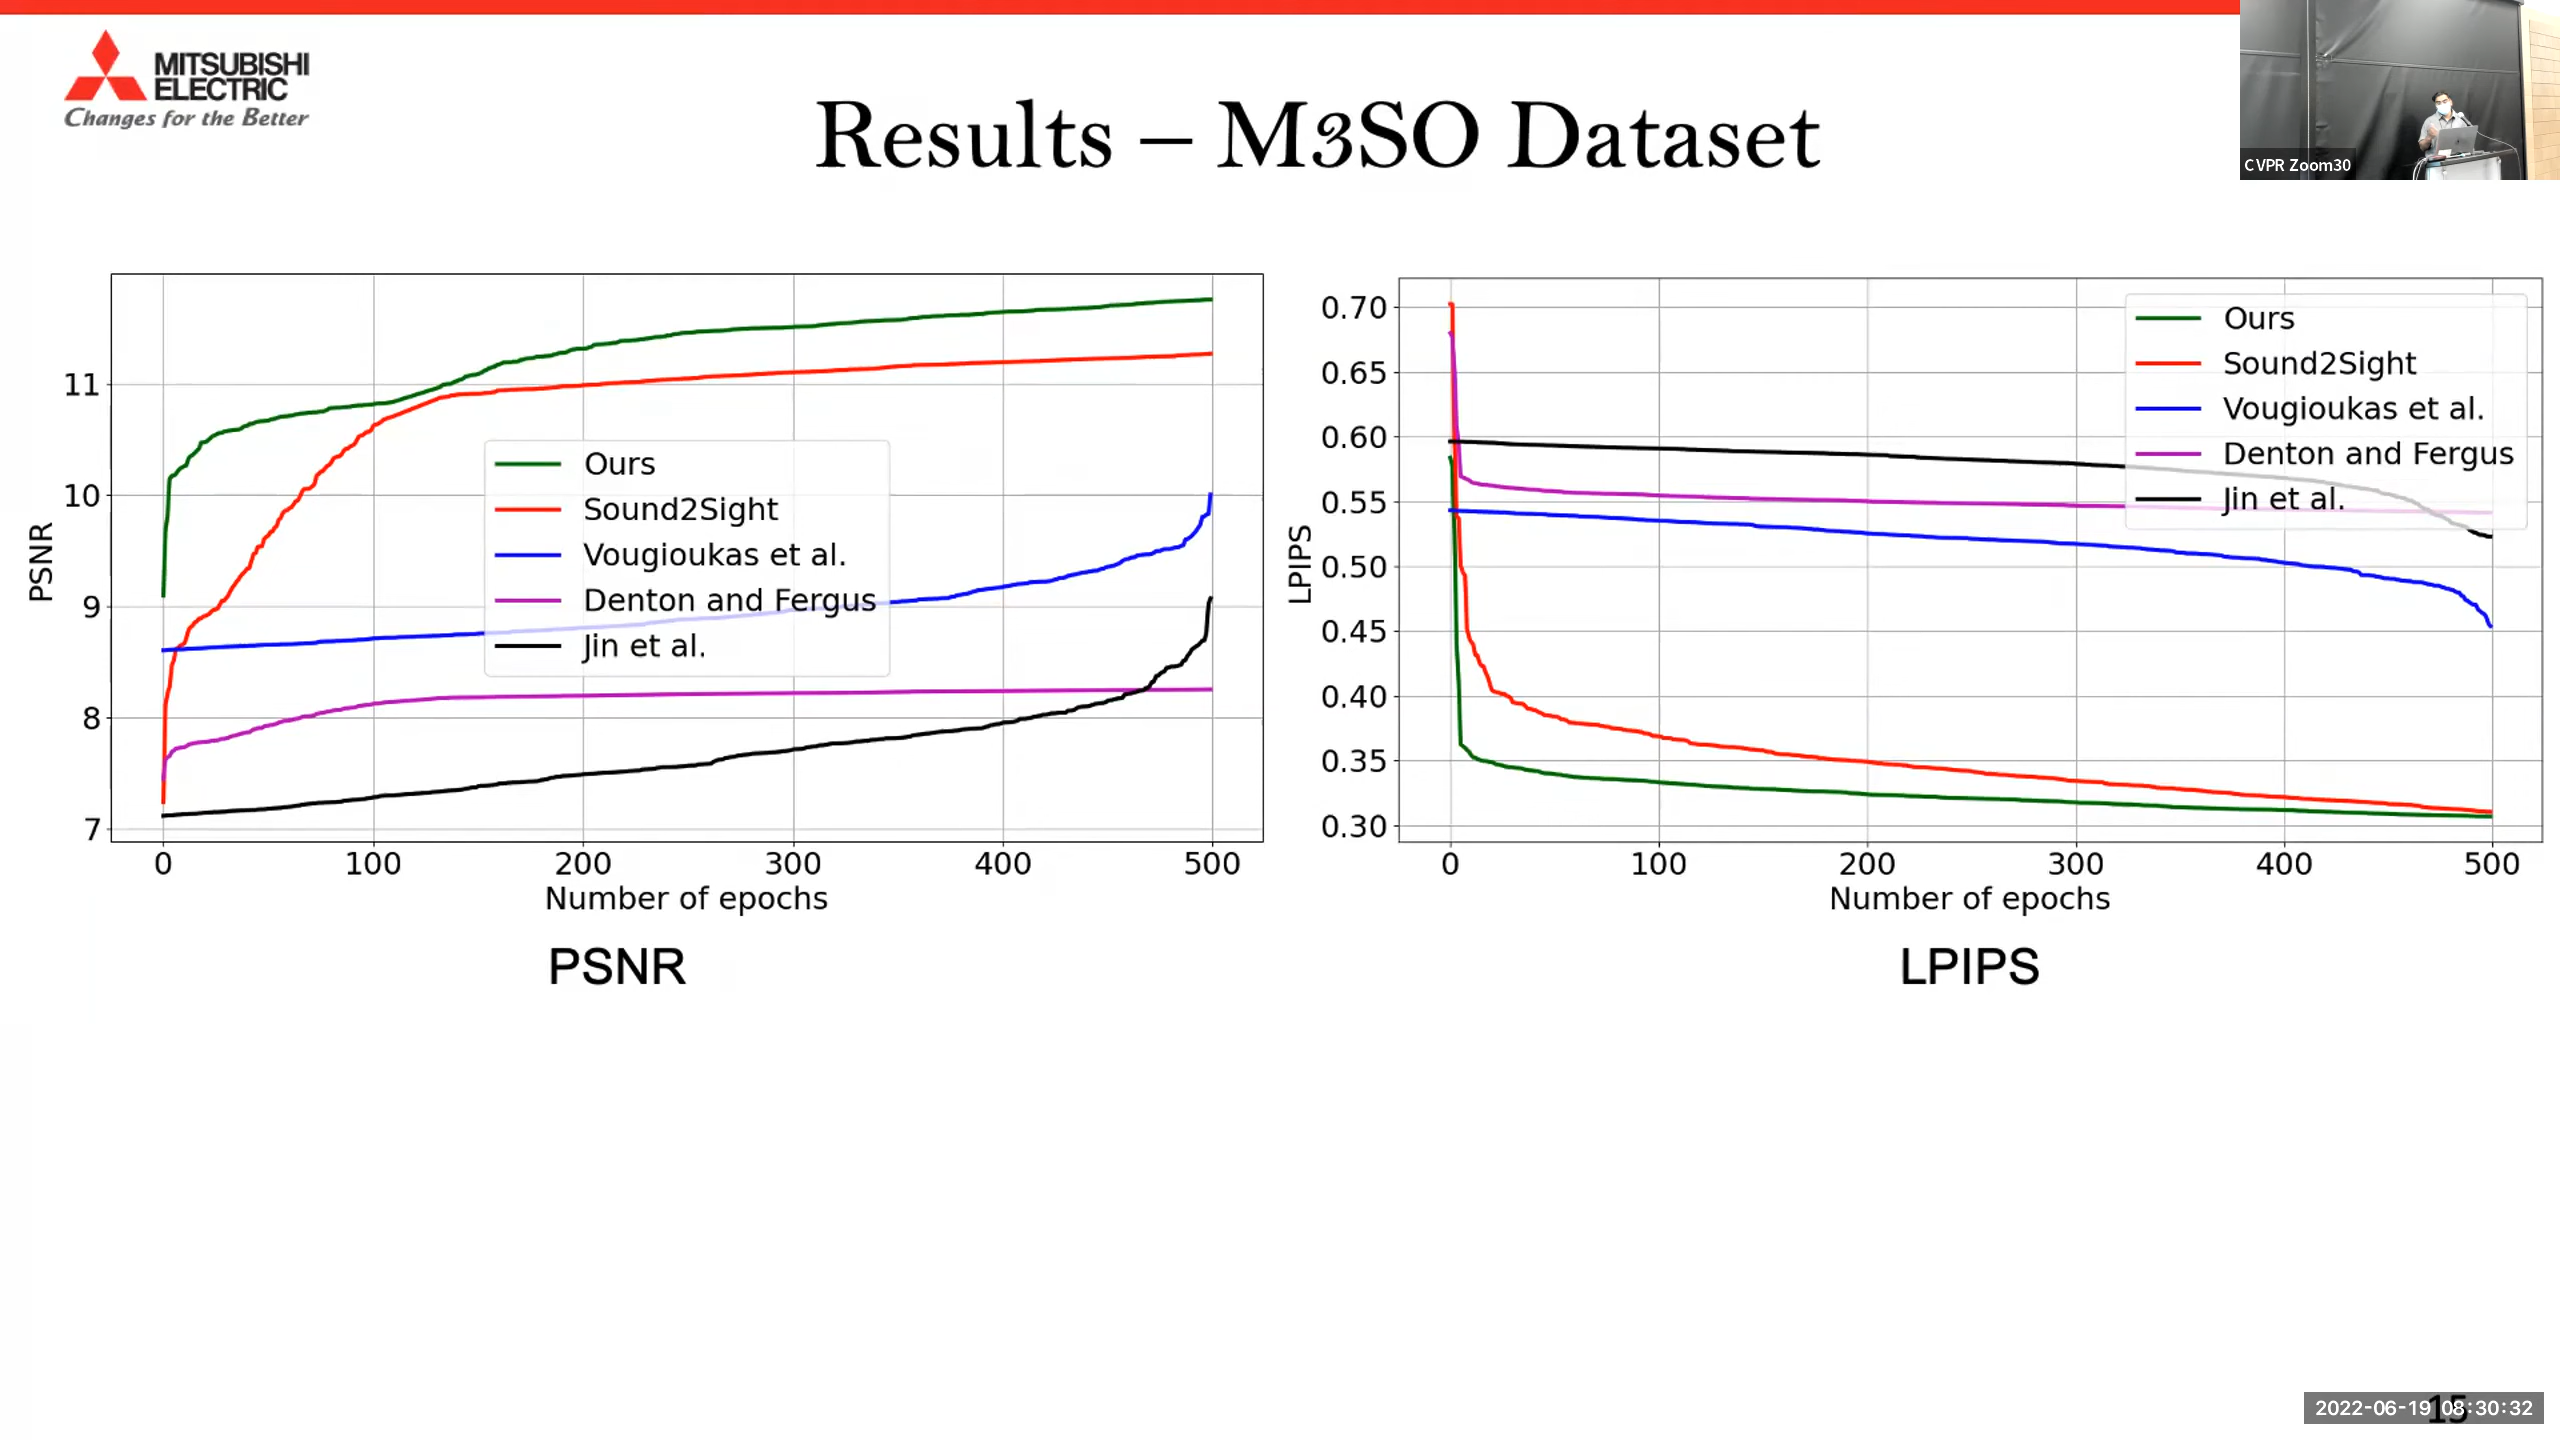 MITSUBISHI
ELECTRIC
Changes for the Better
Results – M3SO Dataset
CVPR Zoom30
PSNR
11
10
9
8
7
Ours
Sound2Sight
Vougioukas et al.
Denton and Fergus
Jin et al.
0 100 200 300 400 500
Number of epochs
PSNR
LPIPS
0.70
0.65
0.60
0.55
0.50
0.45
0.40
0.35
0.30
Ours
Sound2Sight
Vougioukas et al.
Denton and Fergus
Jin et al.
0 100 200 300 400 500
Number of epochs
LPIPS
15
2022-06-19 08:30:32